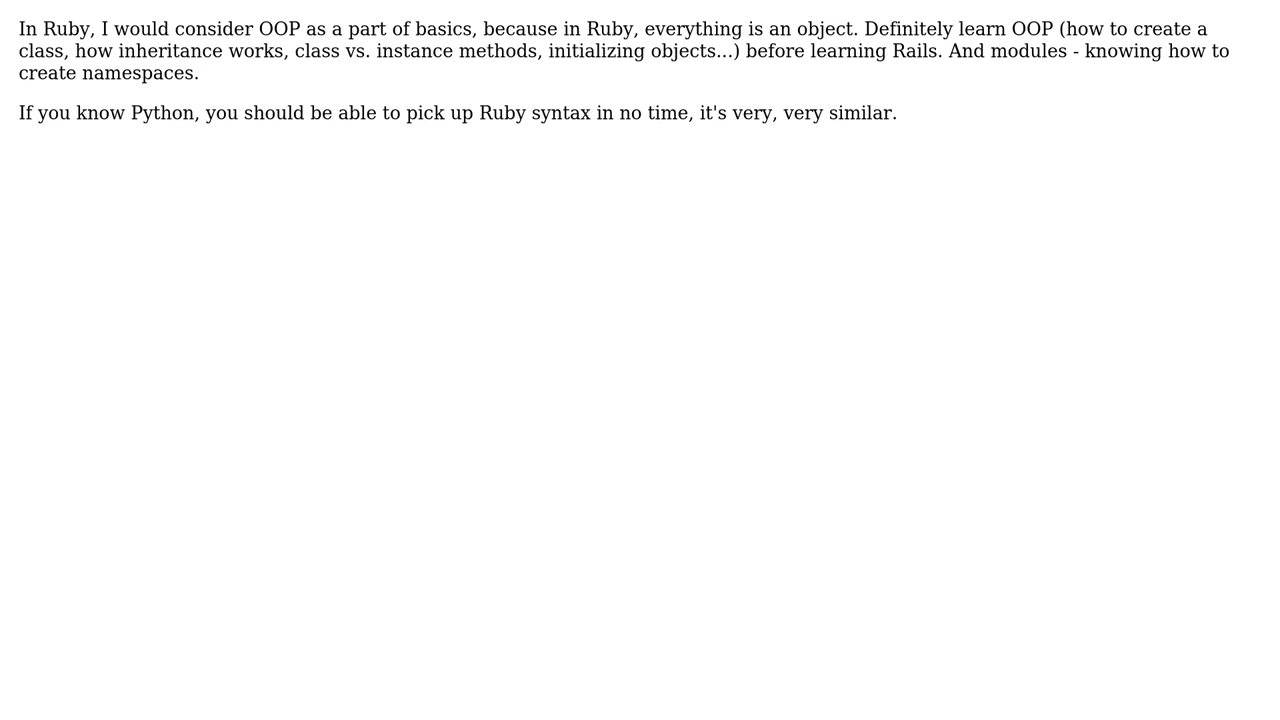 In Ruby, I would consider OOP as a part of basics, because in Ruby, everything is an object. Definitely learn OOP (how to create a
class, how inheritance works, class vs. instance methods, initializing objects...) before learning Rails. And modules - knowing how to
create namespaces.
If you know Python, you should be able to pick up Ruby syntax in no time, it's very, very similar.